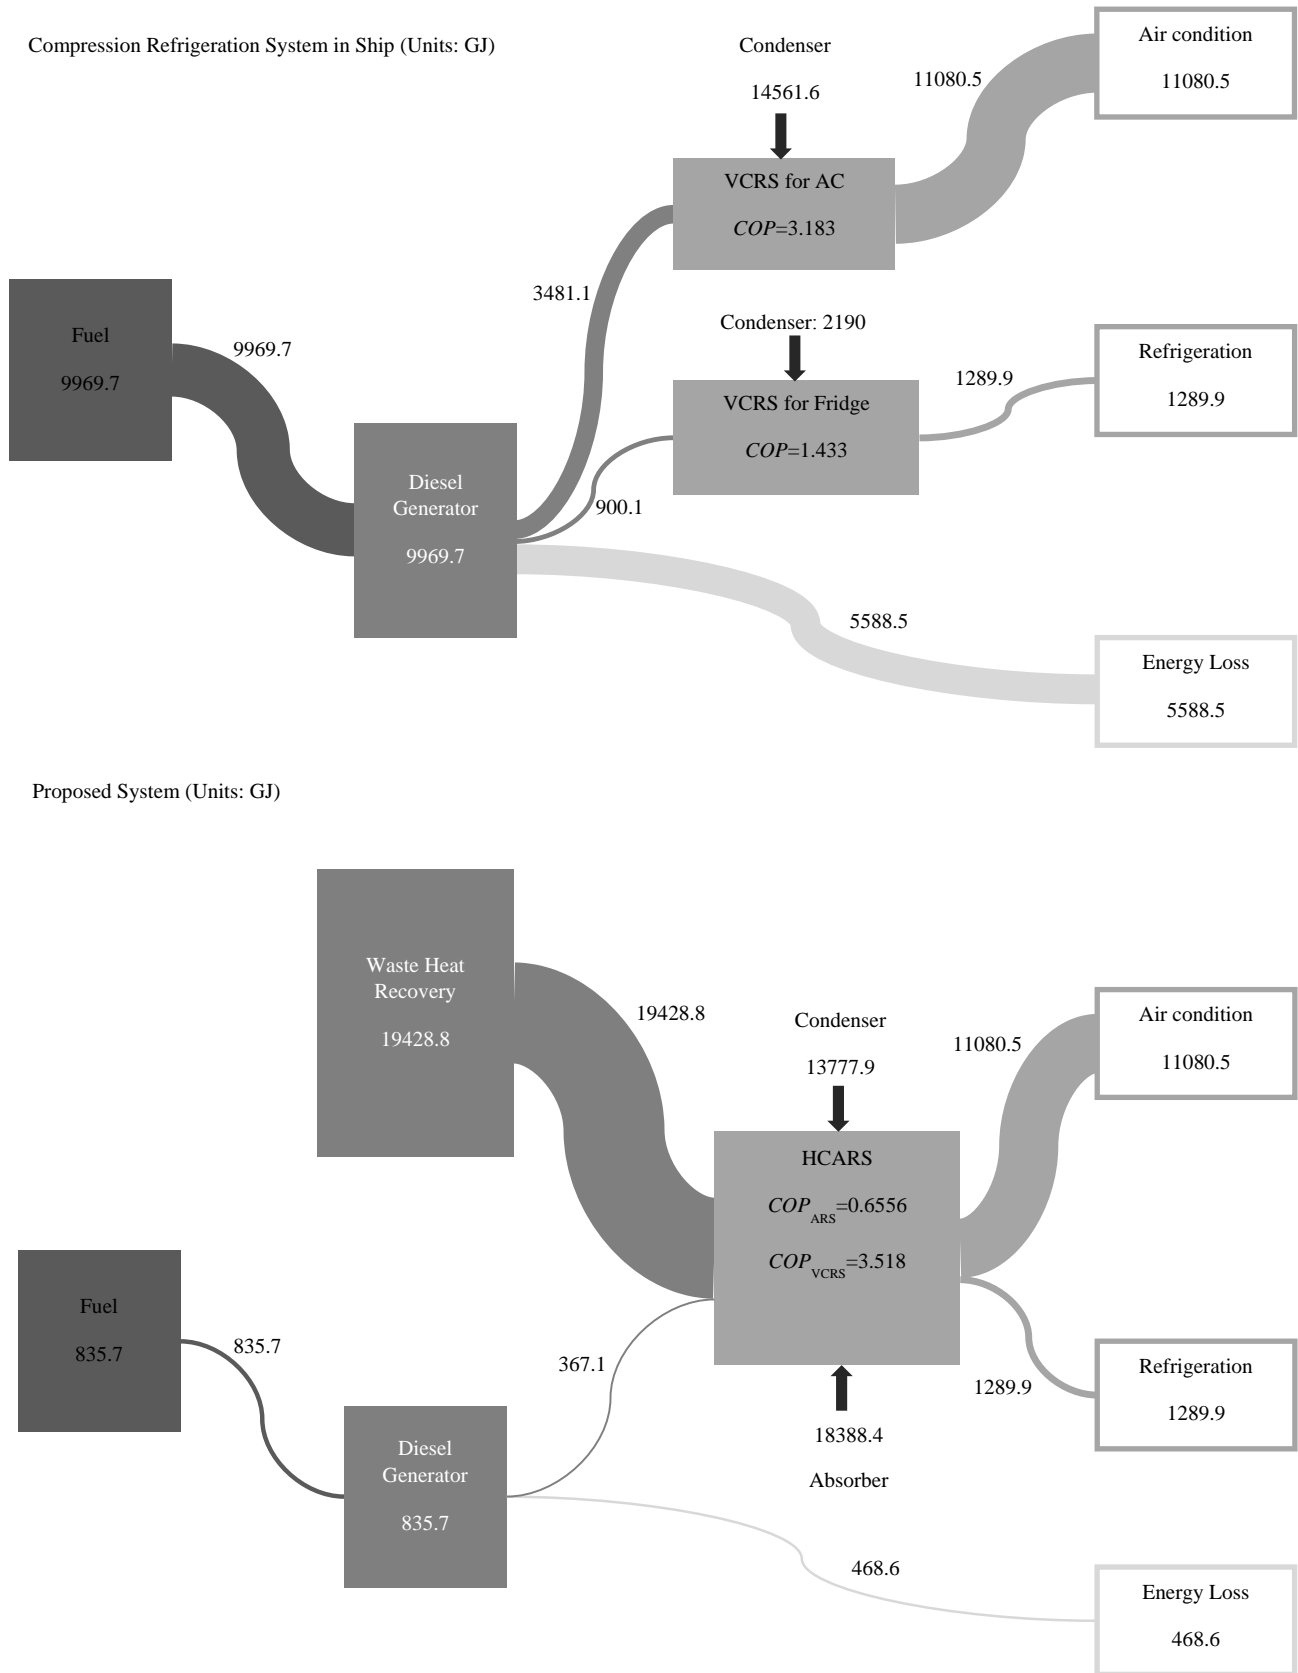 Compression Refrigeration System in Ship (Units: GJ)
Condenser
14561.6
11080.5
Air condition
11080.5
VCRS for AC
COP=3.183
3481.1
Fuel
9969.7
9969.7
Condenser: 2190
1289.9
Refrigeration
1289.9
VCRS for Fridge
COP=1.433
Diesel
Generator
9969.7
900.1
5588.5
Energy Loss
5588.5
Proposed System (Units: GJ)
Waste Heat
Recovery
19428.8
19428.8
Condenser
13777.9
11080.5
Air condition
11080.5
HCARS
COP_ARS=0.6556
COP_VCRS=3.518
Fuel
835.7
835.7
367.1
1289.9
Refrigeration
1289.9
18388.4
Absorber
Diesel
Generator
835.7
468.6
Energy Loss
468.6